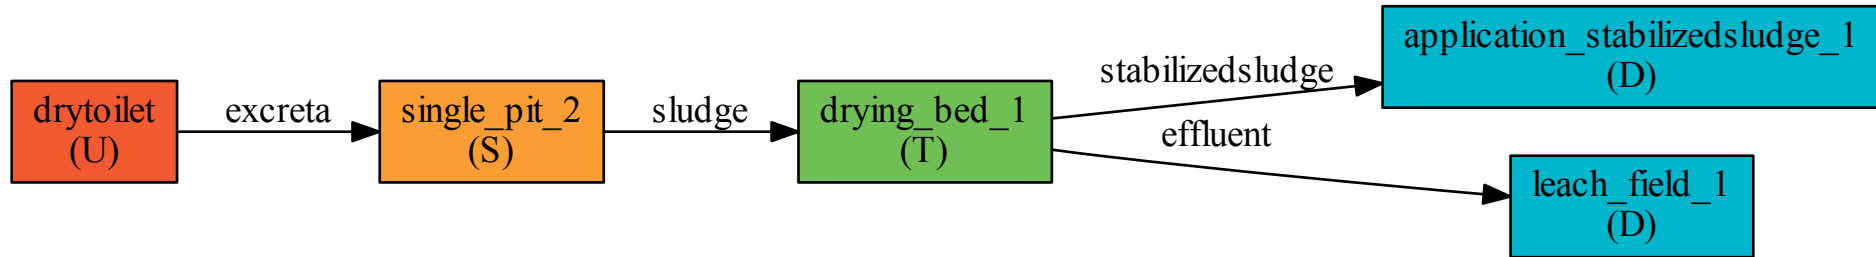 drytoilet
(U)
excreta
single_pit_2
(S)
sludge
drying_bed_1
(T)
stabilizedsludge
effluent
application_stabilizedsludge_1
(D)
leach_field_1
(D)